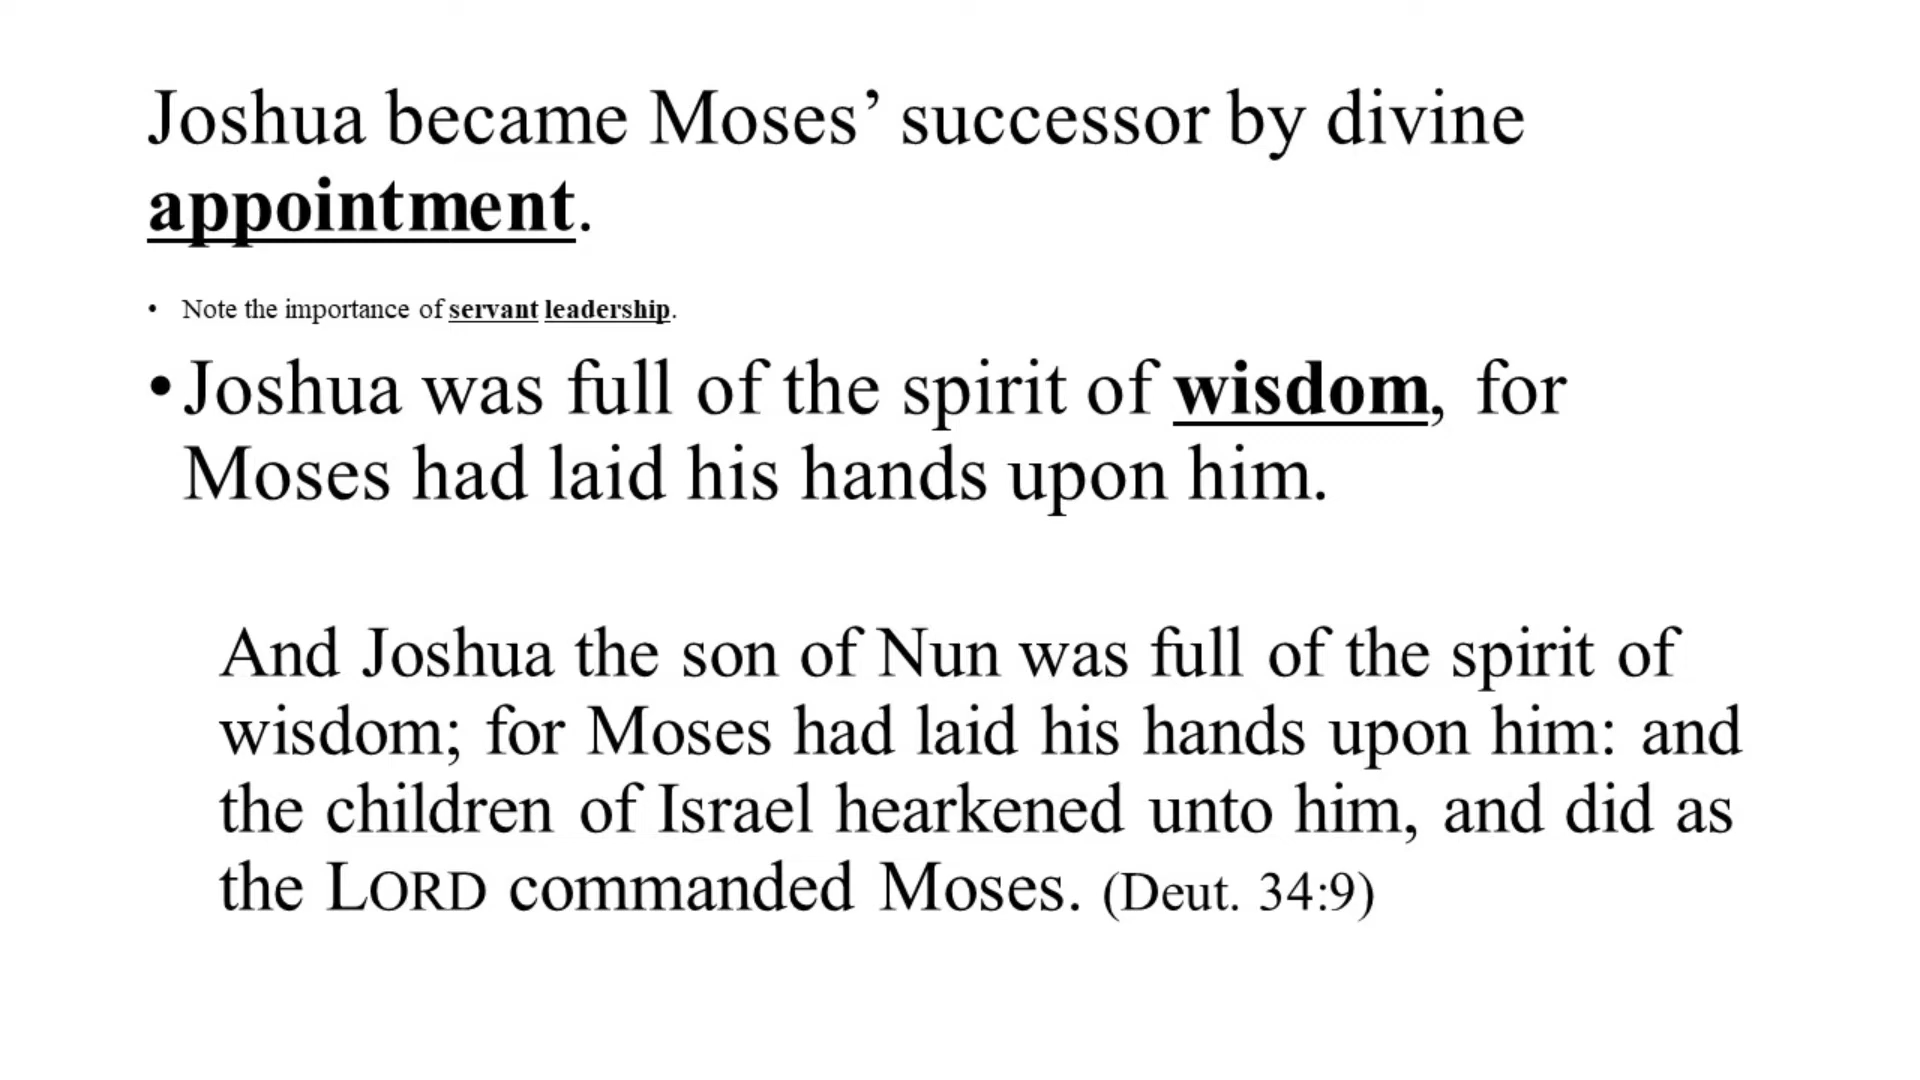 Joshua became Moses’ successor by divine
appointment.
• Note the importance of servant leadership.
• Joshua was full of the spirit of wisdom, for
Moses had laid his hands upon him.
And Joshua the son of Nun was full of the spirit of
wisdom; for Moses had laid his hands upon him: and
the children of Israel hearkened unto him, and did as
the LORD commanded Moses. (Deut. 34:9)